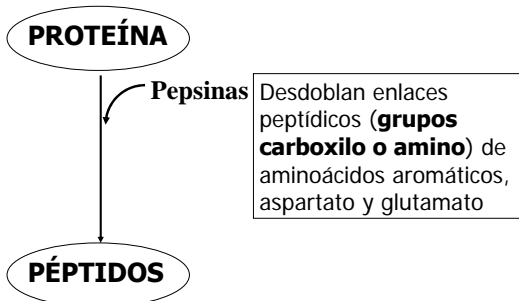 PROTEÍNA
Pepsinas
Desdoblan enlaces
peptídicos (grupos
carboxilo o amino) de
aminoácidos aromáticos,
aspartato y glutamato
PÉPTIDOS